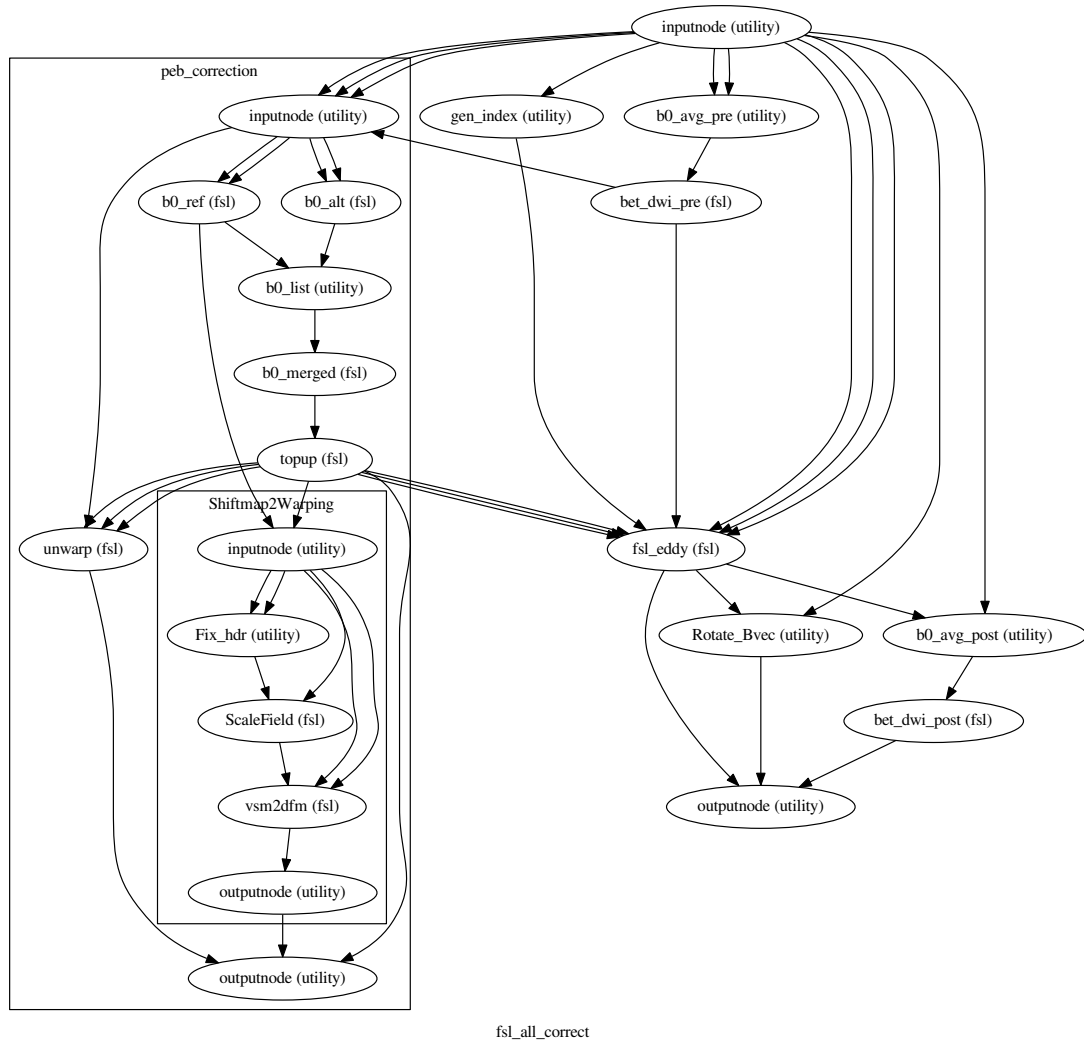 inputnode (utility)
peb_correction
inputnode (utility)
gen_index (utility)
b0_avg_pre (utility)
b0_ref (fsl)
b0_alt (fsl)
bet_dwi_pre (fsl)
b0_list (utility)
b0_merged (fsl)
topup (fsl)
Shiftmap2Warping
unwarp (fsl)
inputnode (utility)
fsl_eddy (fsl)
Fix_hdr (utility)
Rotate_Bvec (utility)
b0_avg_post (utility)
ScaleField (fsl)
bet_dwi_post (fsl)
vsm2dfm (fsl)
outputnode (utility)
outputnode (utility)
outputnode (utility)
fsl_all_correct